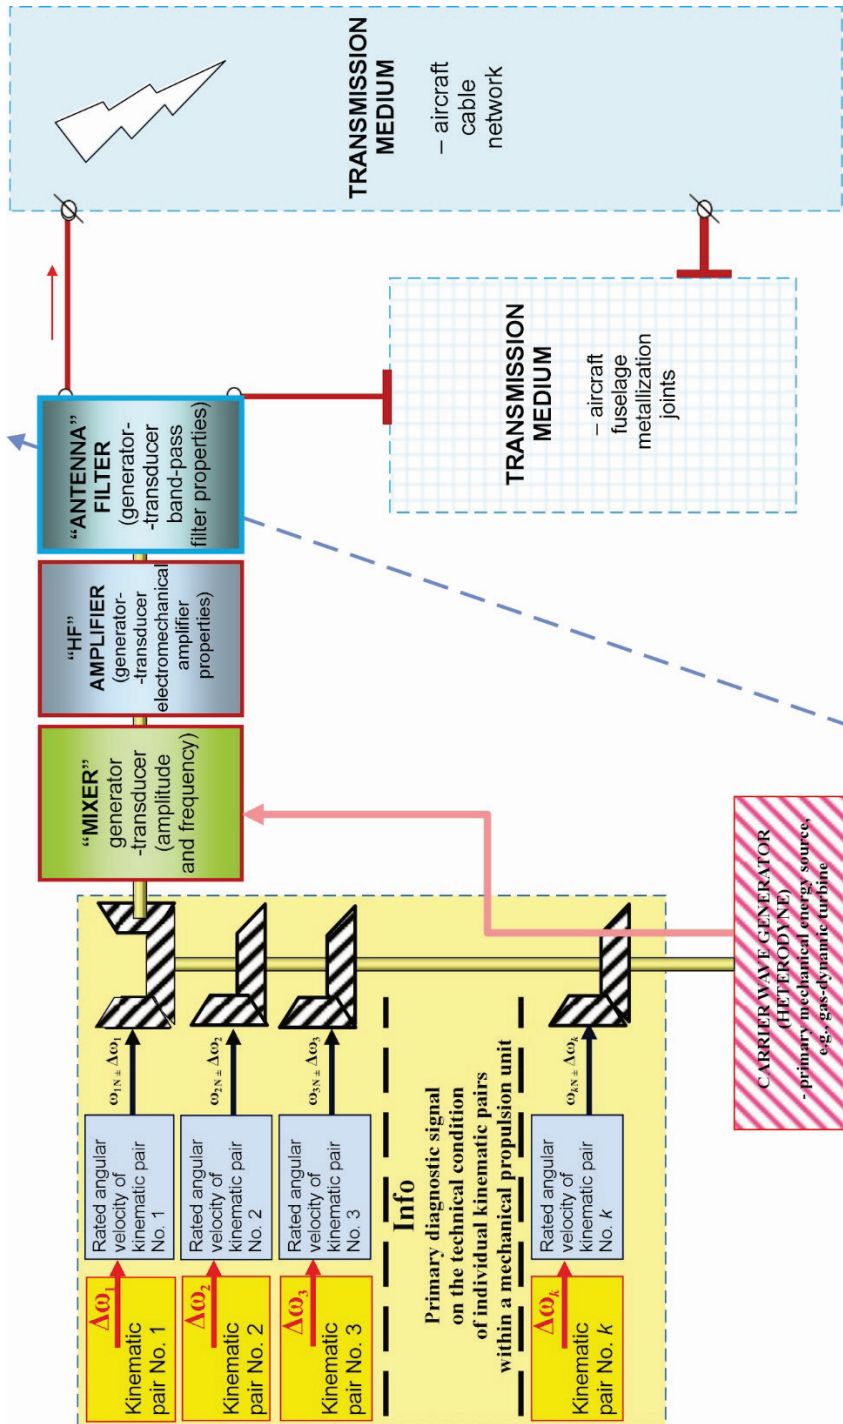 Kinematic
pair No. 1
Δω1
Rated angular
velocity of
kinematic pair
No. 1
ω1N ± Δω1
Kinematic
pair No. 2
Δω2
Rated angular
velocity of
kinematic pair
No. 2
ω2N ± Δω2
Kinematic
pair No. 3
Δω3
Rated angular
velocity of
kinematic pair
No. 3
ω3N ± Δω3
Info
Primary diagnostic signal
on the technical condition
of individual kinematic pairs
within a mechanical propulsion unit
Kinematic
pair No. k
Δωk
Rated angular
velocity of
kinematic pair
No. k
ωkN ± Δωk
“MIXER”
generator
-transducer
(amplitude
and frequency)
“HF”
AMPLIFIER
(generator-
-transducer
electromechanical
amplifier
properties)
“ANTENNA”
FILTER
(generator-
-transducer
band-pass
filter properties)
CARRIER WAVE GENERATOR
(HETERODYNE)
- primary mechanical energy source,
e.g., gas-dynamic turbine
TRANSMISSION
MEDIUM
– aircraft
fuselage
metallization
joints
TRANSMISSION
MEDIUM
– aircraft
cable
network